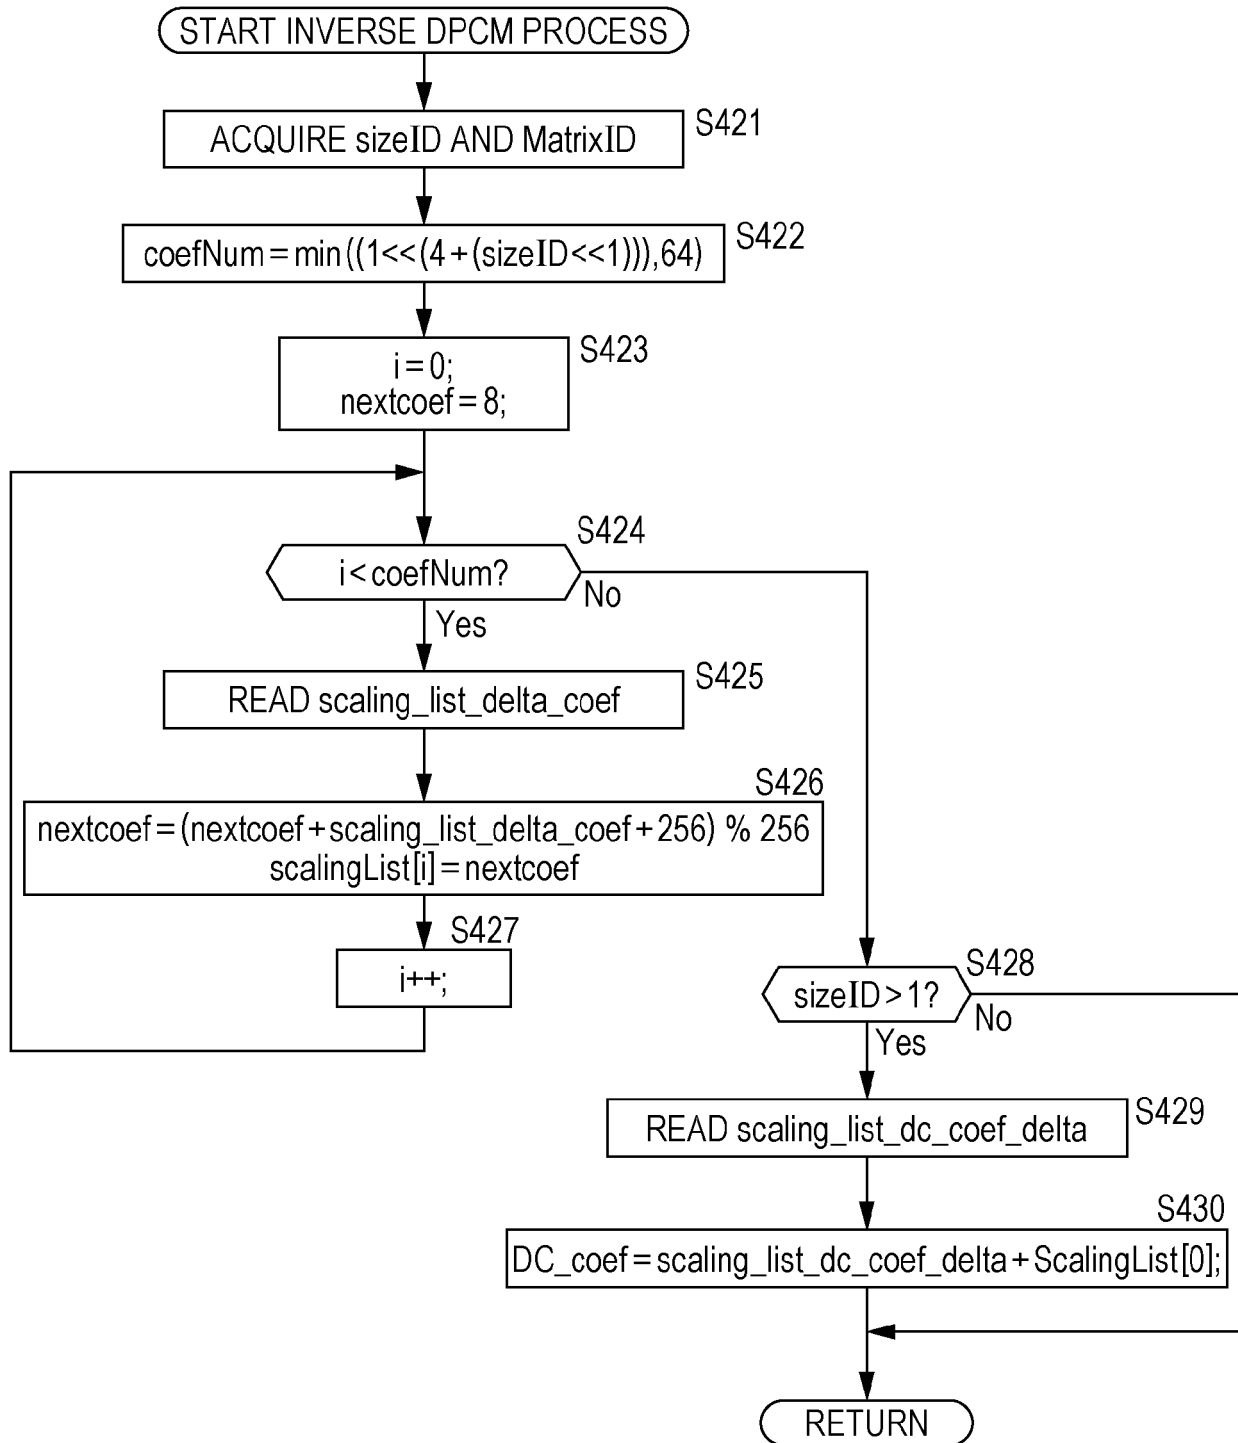 START INVERSE DPCM PROCESS
S421
ACQUIRE sizeID AND MatrixID
S422
coefNum=min((1<<(4+(sizeID<<1))),64)
S423
i=0;
nextcoef=8;
S424
i<coefNum?
No
Yes
S425
READ scaling_list_delta_coef
S426
nextcoef=(nextcoef+scaling_list_delta_coef+256) % 256
scalingList[i]=nextcoef
S427
i++;
S428
sizeID>1?
No
Yes
S429
READ scaling_list_dc_coef_delta
S430
DC_coef=scaling_list_dc_coef_delta+ScalingList[0];
RETURN